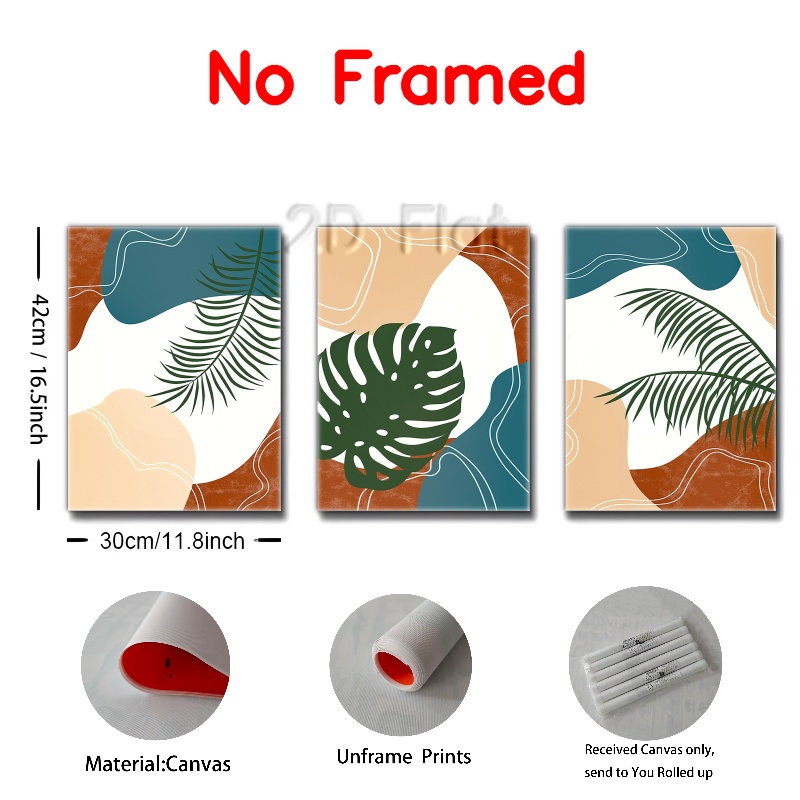 No Framed
2D Flat
42cm / 16.5inch
30cm/11.8inch
Material:Canvas
Unframe Prints
Received Canvas only,
send to You Rolled up